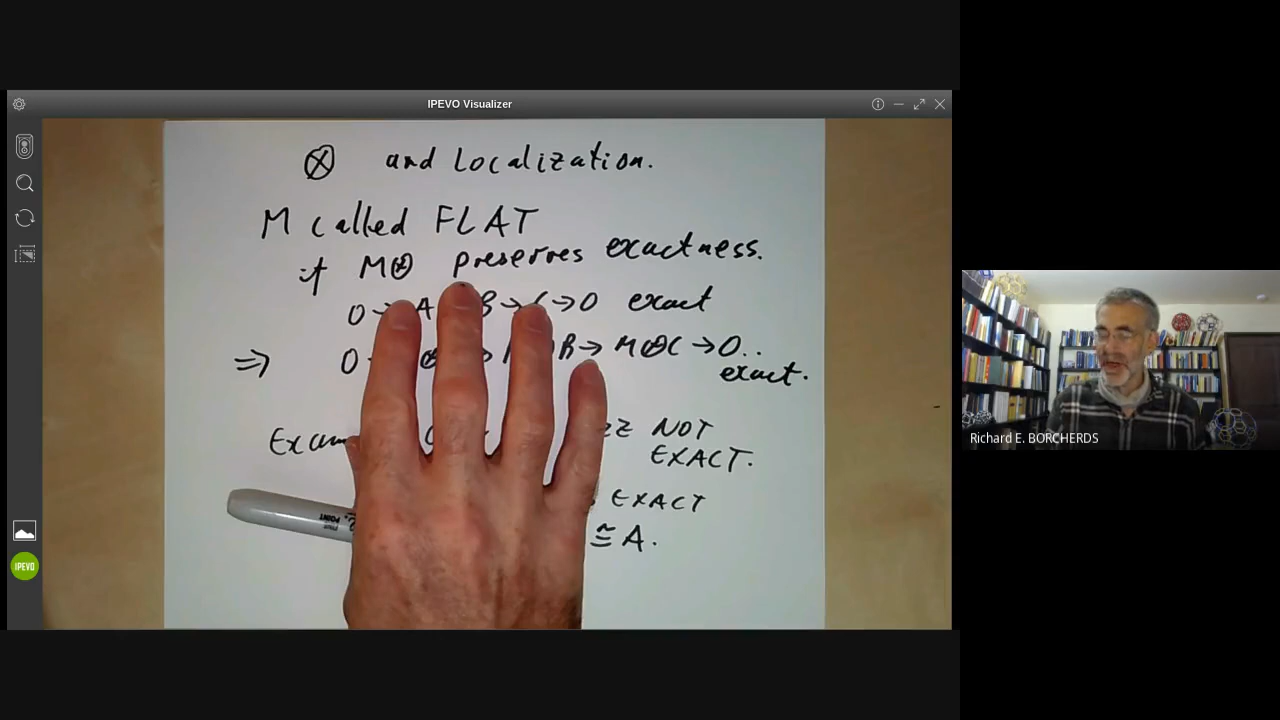 IPEVO Visualizer
⊗ and Localization.
M called FLAT
if M⊗ preserves exactness.
0 → A B → C → 0 exact
⇒ 0 ⊗ B → M⊗C → 0..
exact.
NOT
EXACT.
EXACT
≅ A.
IPEVO
Richard E. BORCHERDS